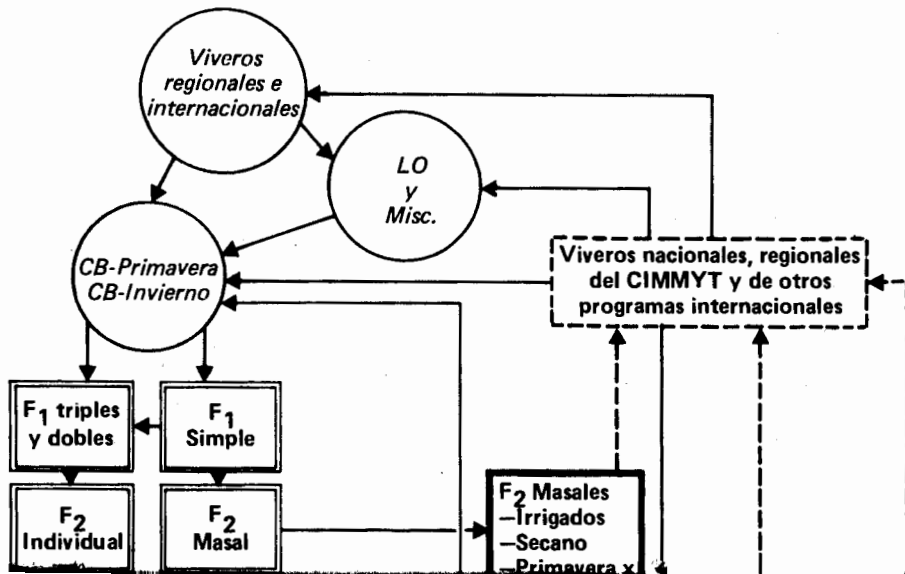 Viveros
regionales e
internacionales
LO
y
Misc.
CB-Primavera
CB-Invierno
Viveros nacionales, regionales
del CIMMYT y de otros
programas internacionales
F1 triples
y dobles
F1
Simple
F2
Individual
F2
Masal
F2 Masales
—Irrigados
—Secano
—Primavera x